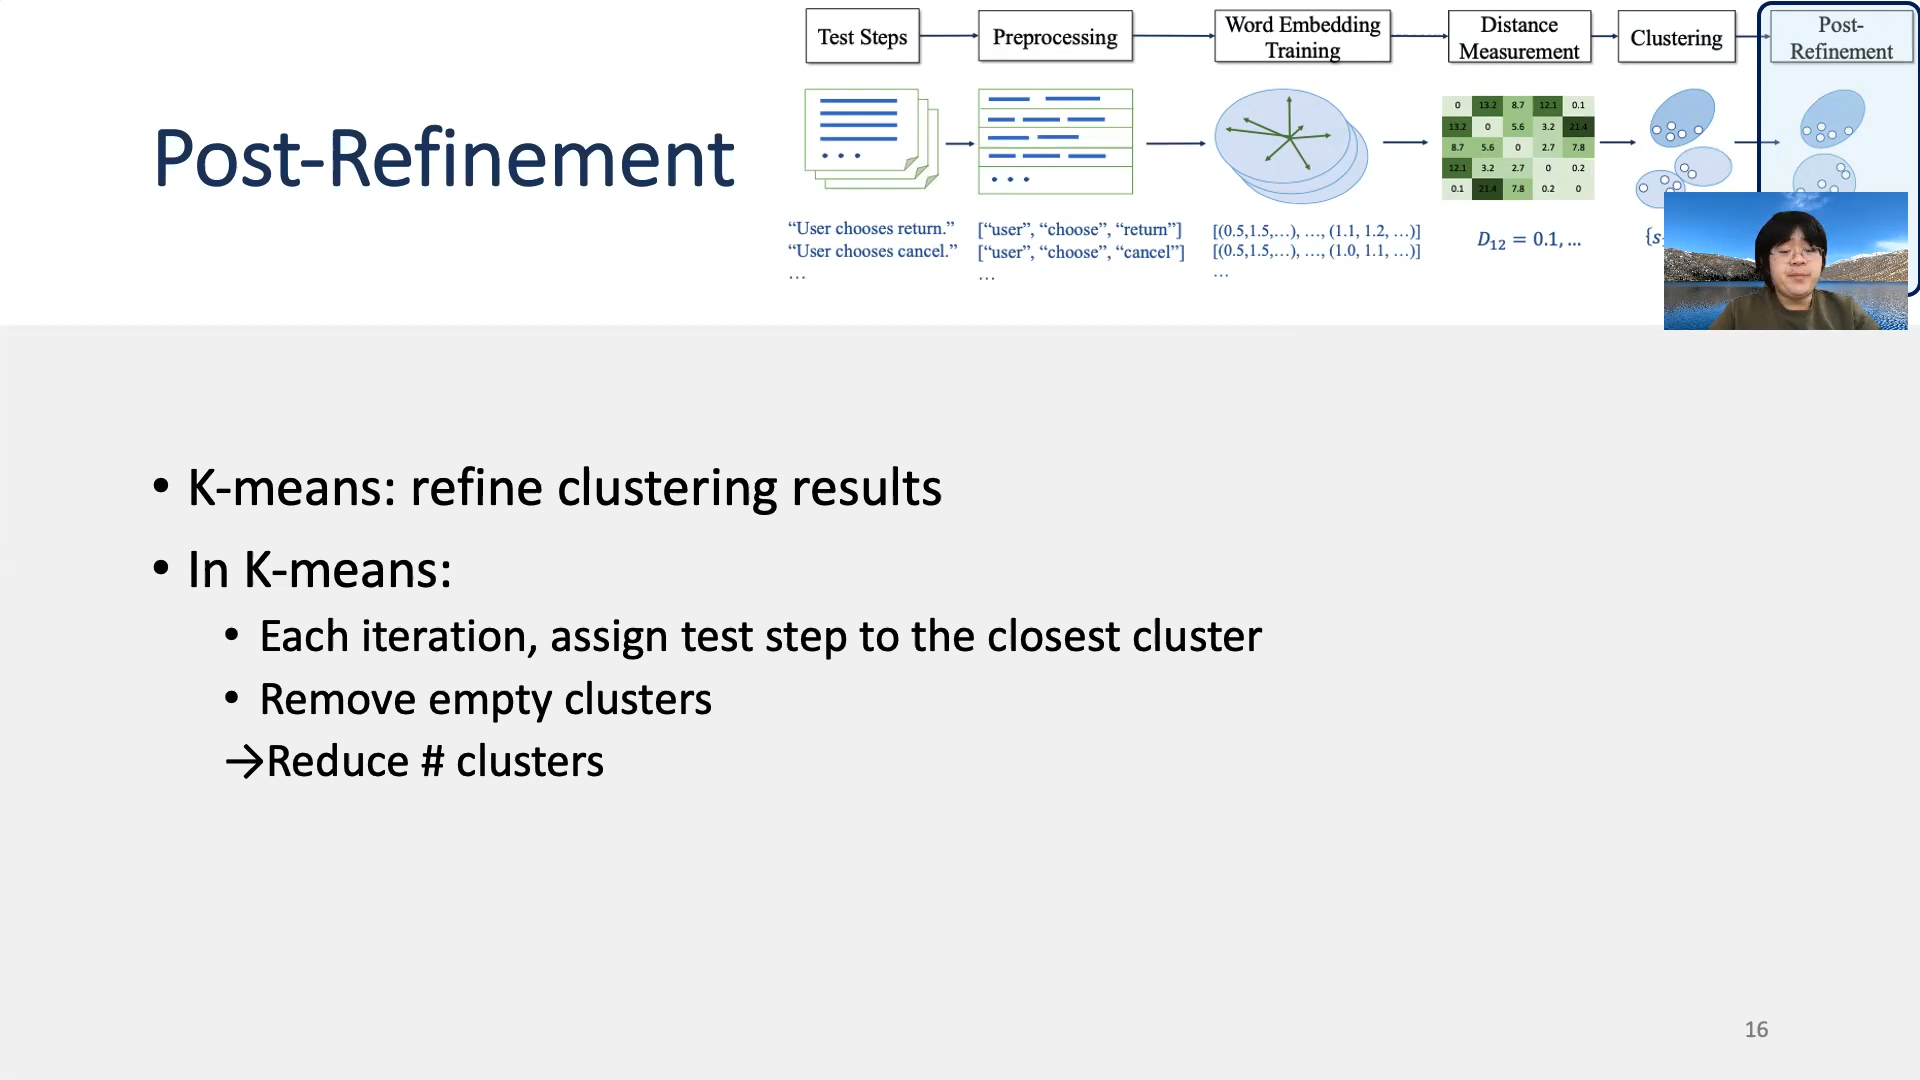 Test Steps
Preprocessing
Word Embedding
Training
Distance
Measurement
Clustering
Post-
Refinement
Post-Refinement
0 13.2 8.7 12.1 0.1
13.2 0 5.6 3.2 21.4
8.7 5.6 0 2.7 7.8
12.1 3.2 2.7 0 0.2
0.1 21.4 7.8 0.2 0
“User chooses return.”
“User chooses cancel.”
…
[“user”, “choose”, “return”]
[“user”, “choose”, “cancel”]
…
[(0.5,1.5,…), …, (1.1, 1.2, …)]
[(0.5,1.5,…), …, (1.0, 1.1, …)]
…
D₁₂ = 0.1, …
• K-means: refine clustering results
• In K-means:
• Each iteration, assign test step to the closest cluster
• Remove empty clusters
→Reduce # clusters
16